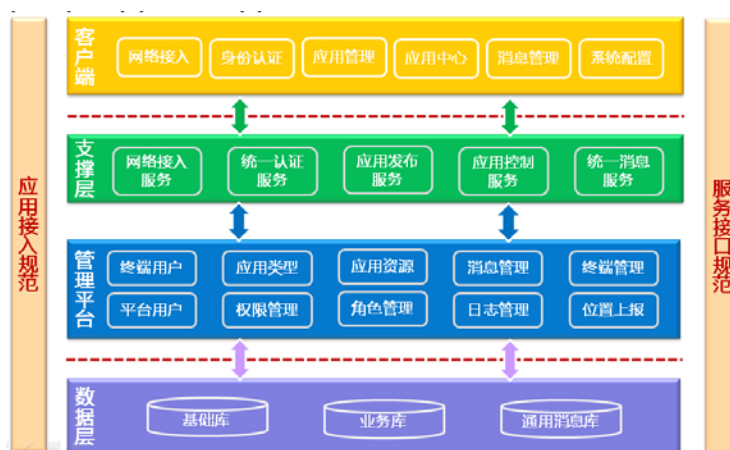 应用接入规范
客户端
网络接入
身份认证
应用管理
应用中心
消息管理
系统配置
支撑层
网络接入
服务
统一认证
服务
应用发布
服务
应用控制
服务
统一消息
服务
管理平台
终端用户
应用类型
应用资源
消息管理
终端管理
平台用户
权限管理
角色管理
日志管理
位置上报
数据层
基础库
业务库
通用消息库
服务接口规范